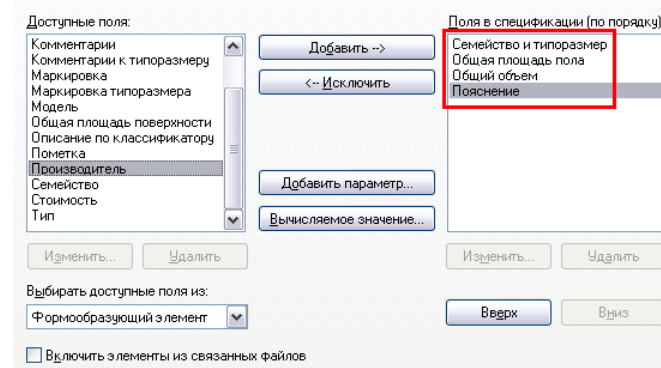 Доступные поля:
Комментарии
Комментарии к типоразмеру
Маркировка
Маркировка типоразмера
Модель
Общая площадь поверхности
Описание по классификатору
Пометка
Производитель
Семейство
Стоимость
Тип
Изменить...
Удалить
Добавить -->
<-- Исключить
Добавить параметр...
Вычисляемое значение...
Поля в спецификации (по порядку)
Семейство и типоразмер
Общая площадь пола
Общий объем
Пояснение
Изменить...
Удалить
Выбирать доступные поля из:
Формообразующий элемент
Вверх
Вниз
Включить элементы из связанных файлов